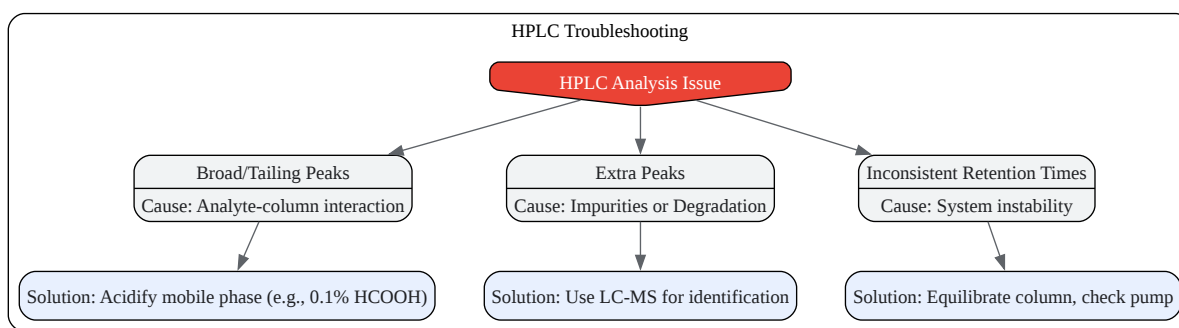 HPLC Troubleshooting
HPLC Analysis Issue
Broad/Tailing Peaks
Cause: Analyte-column interaction
Extra Peaks
Cause: Impurities or Degradation
Inconsistent Retention Times
Cause: System instability
Solution: Acidify mobile phase (e.g., 0.1% HCOOH)
Solution: Use LC-MS for identification
Solution: Equilibrate column, check pump